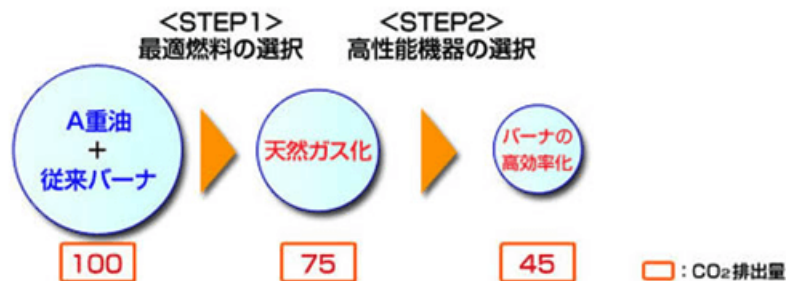 <STEP1>
最適燃料の選択
<STEP2>
高性能機器の選択
A重油
+
従来バーナ
天然ガス化
バーナの
高効率化
100
75
45
:CO₂排出量